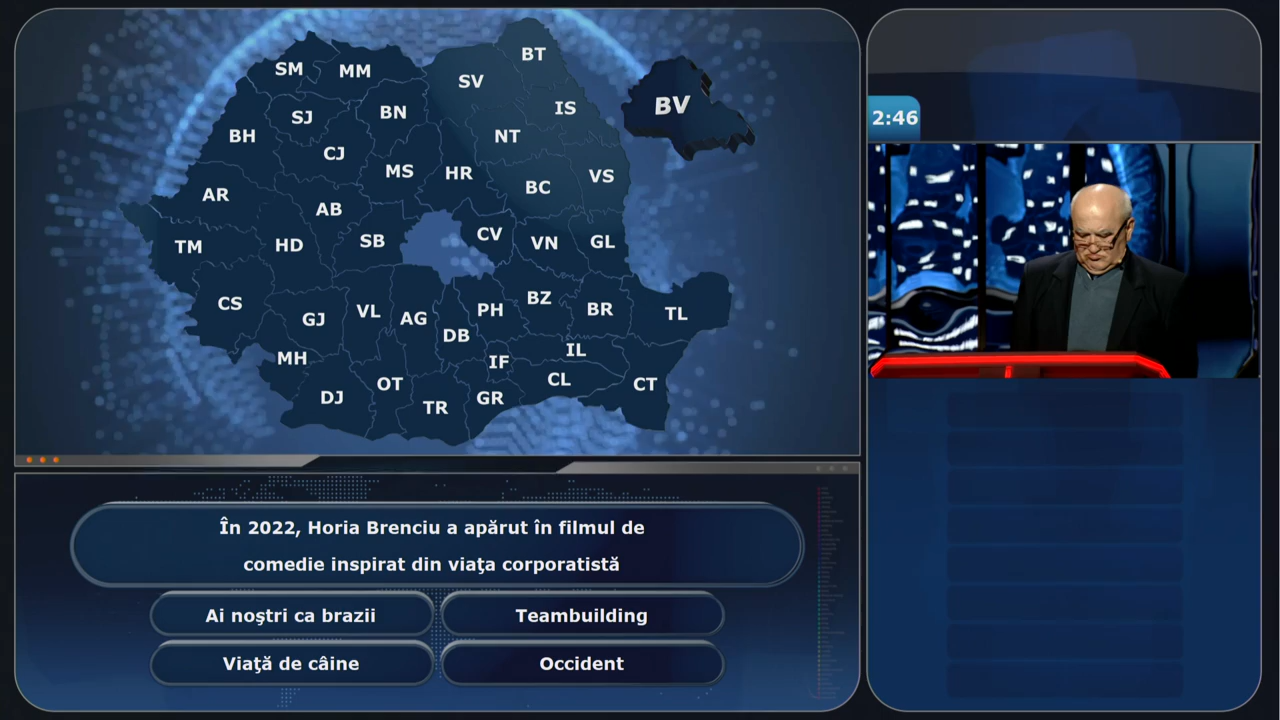 BT
SM
MM
SV
BV
IS
SJ
BN
BH
NT
2:46
CJ
MS
HR
VS
AR
BC
AB
TM
HD
SB
CV
VN
GL
CS
GJ
VL
AG
PH
BZ
BR
TL
DB
MH
IF
IL
CL
CT
DJ
OT
TR
GR
În 2022, Horia Brenciu a apărut în filmul de
comedie inspirat din viaţa corporatistă
Ai noştri ca brazii
Teambuilding
Viaţă de câine
Occident